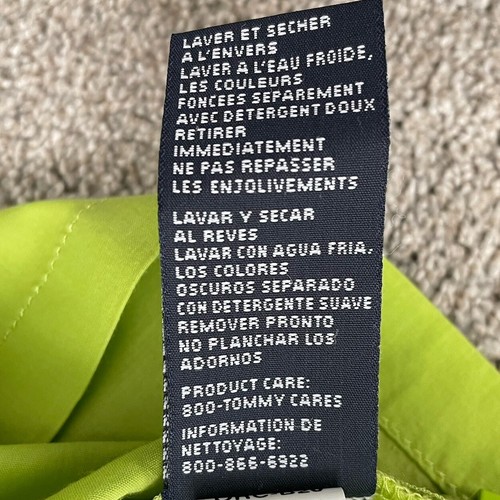 LAVER ET SECHER
A L'ENVERS
LAVER A L'EAU FROIDE,
LES COULEURS
FONCEES SEPAREMENT
AVEC DETERGENT DOUX
RETIRER
IMMEDIATEMENT
NE PAS REPASSER
LES ENJOLIVEMENTS
LAVAR Y SECAR
AL REVES
LAVAR CON AGUA FRIA,
LOS COLORES
OSCUROS SEPARADO
CON DETERGENTE SUAVE
REMOVER PRONTO
NO PLANCHAR LOS
ADORNOS
PRODUCT CARE:
800-TOMMY CARES
INFORMATION DE
NETTOYAGE:
800-866-6922